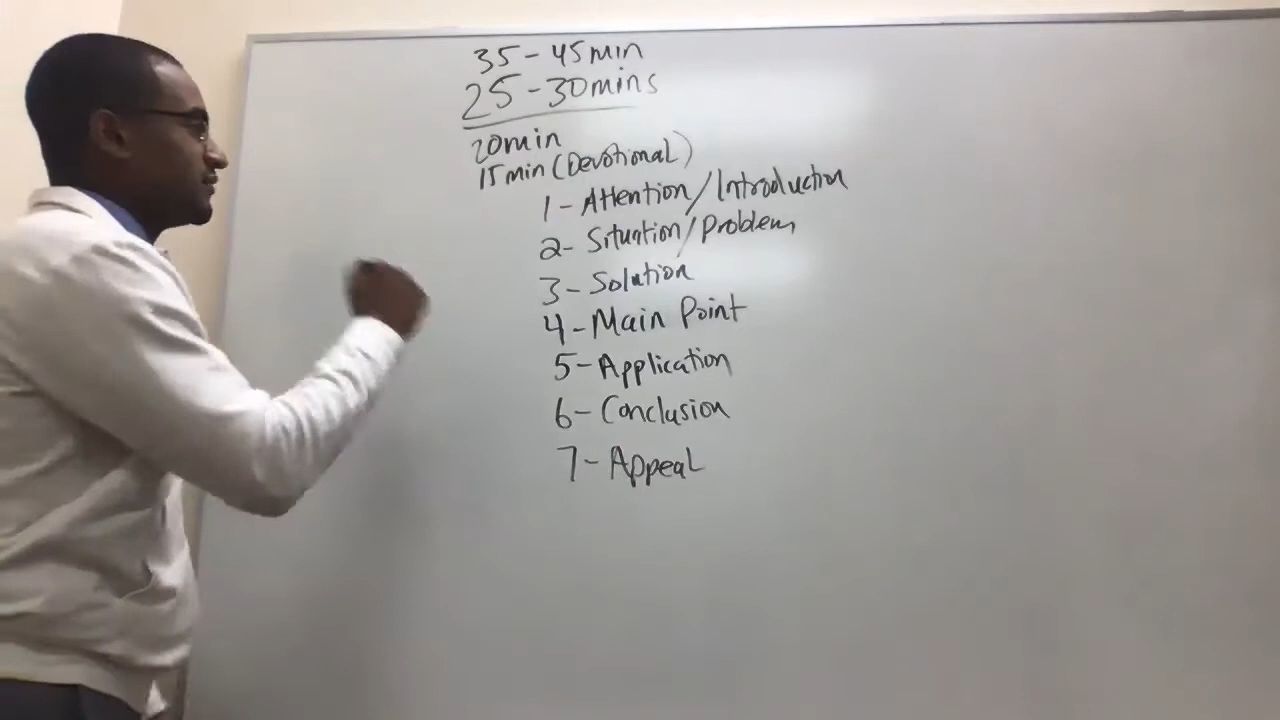 35-45min
25-30mins
20min
15min (Devotional)
1- Attention/Introduction
2- Situation/Problem
3- Solution
4- Main Point
5- Application
6- Conclusion
7- Appeal